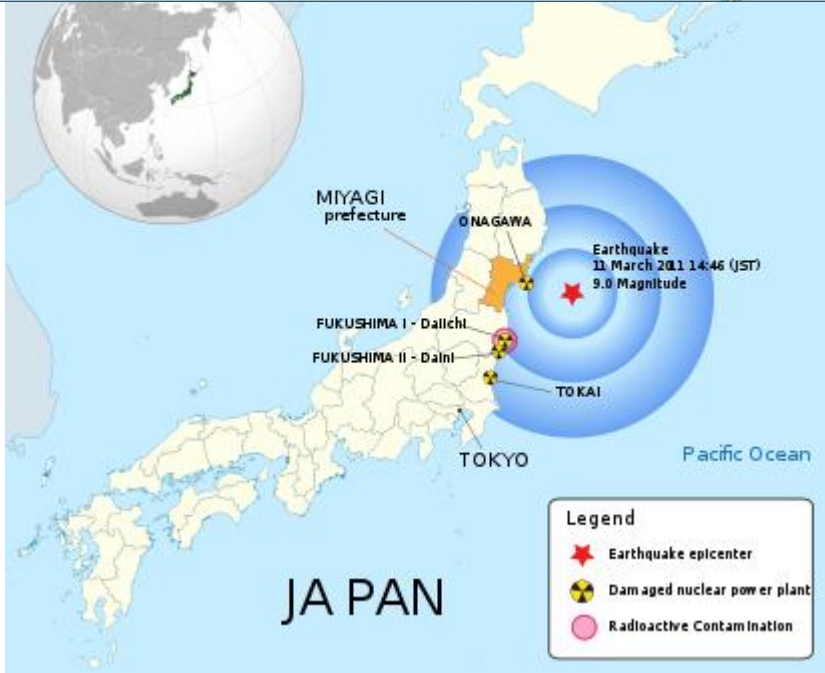 MIYAGI
prefecture
ONAGAWA
Earthquake
11 March 2011 14:46 (JST)
9.0 Magnitude
FUKUSHIMA I - Daiichi
FUKUSHIMA II - Daini
TOKAI
TOKYO
Pacific Ocean
JAPAN
Legend
Earthquake epicenter
Damaged nuclear power plant
Radioactive Contamination